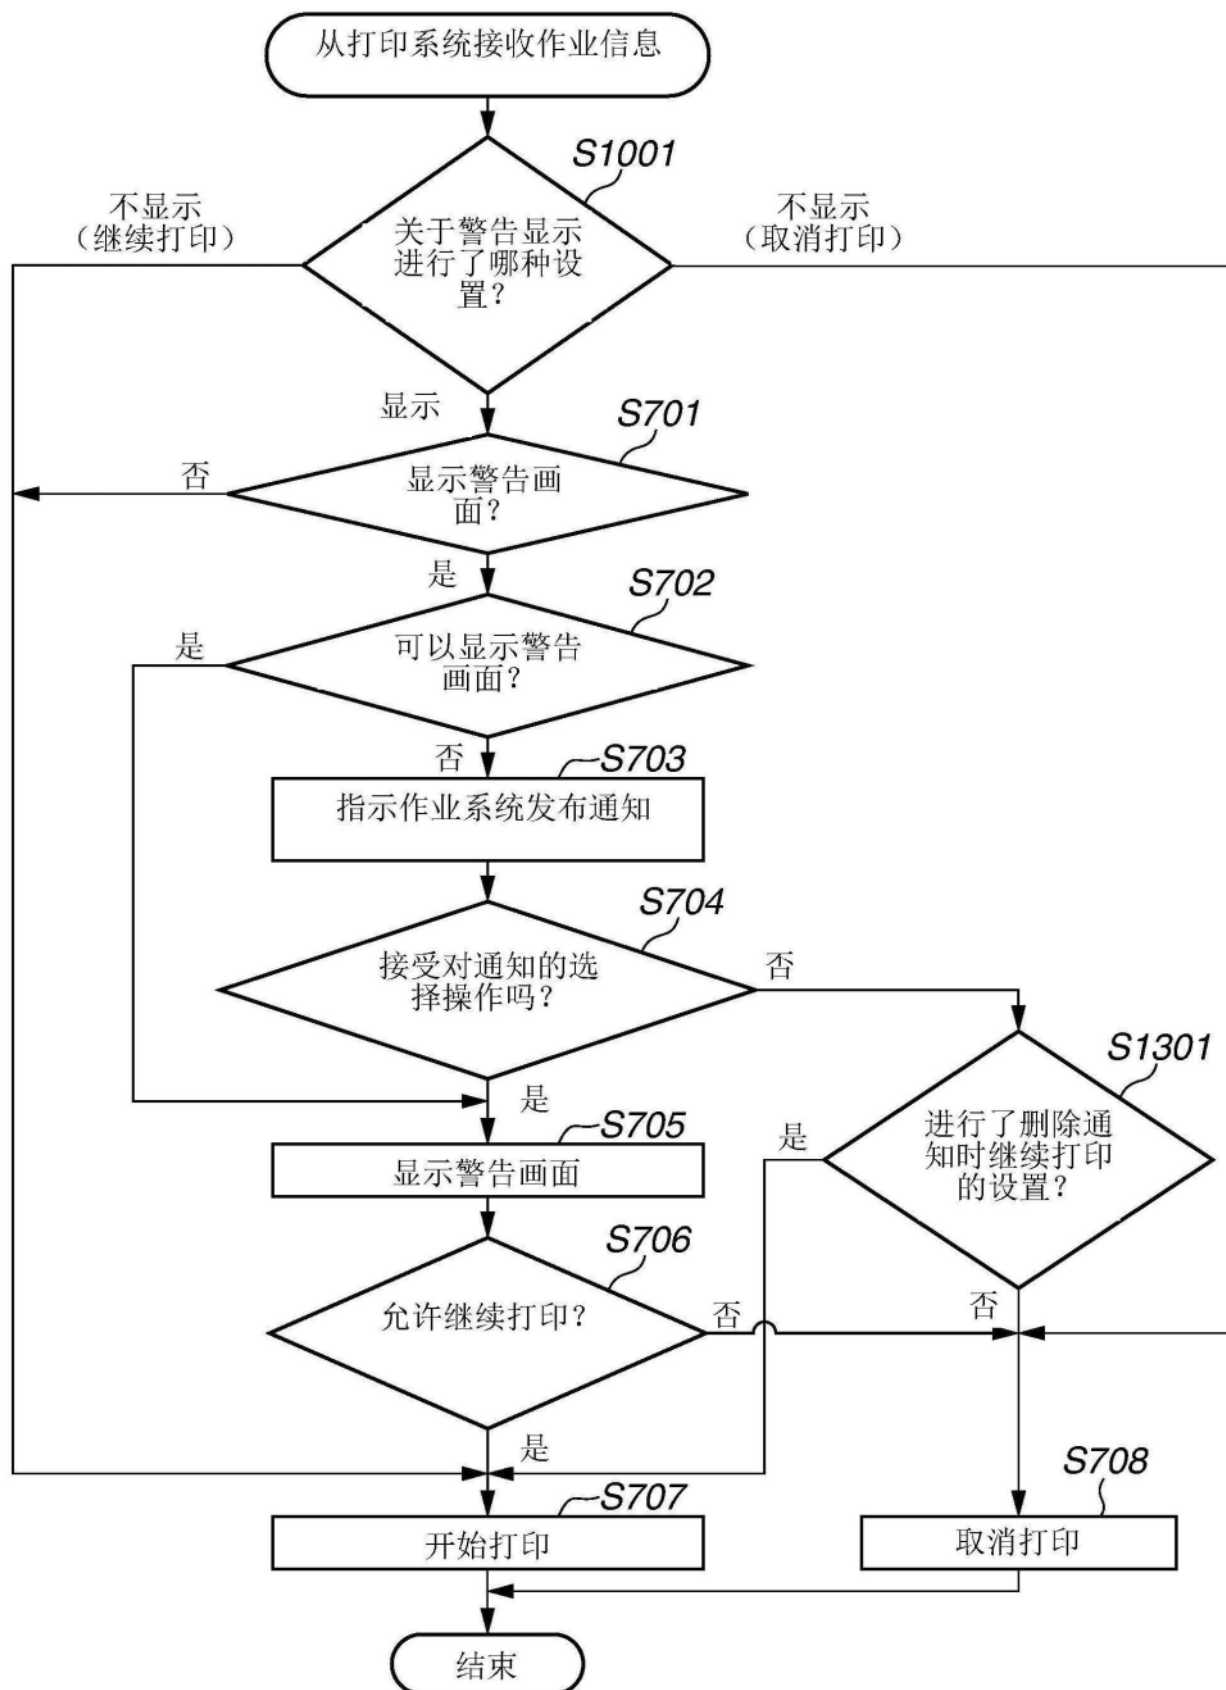 从打印系统接收作业信息
S1001
不显示
（继续打印）
不显示
（取消打印）
关于警告显示
进行了哪种设
置？
显示
S701
否
显示警告画
面？
是
S702
是
可以显示警告
画面？
否
S703
指示作业系统发布通知
S704
接受对通知的选
择操作吗？
否
S1301
是
进行了删除通
知时继续打印
的设置？
是
S705
显示警告画面
S706
允许继续打印？
否
否
是
S707
开始打印
S708
取消打印
结束